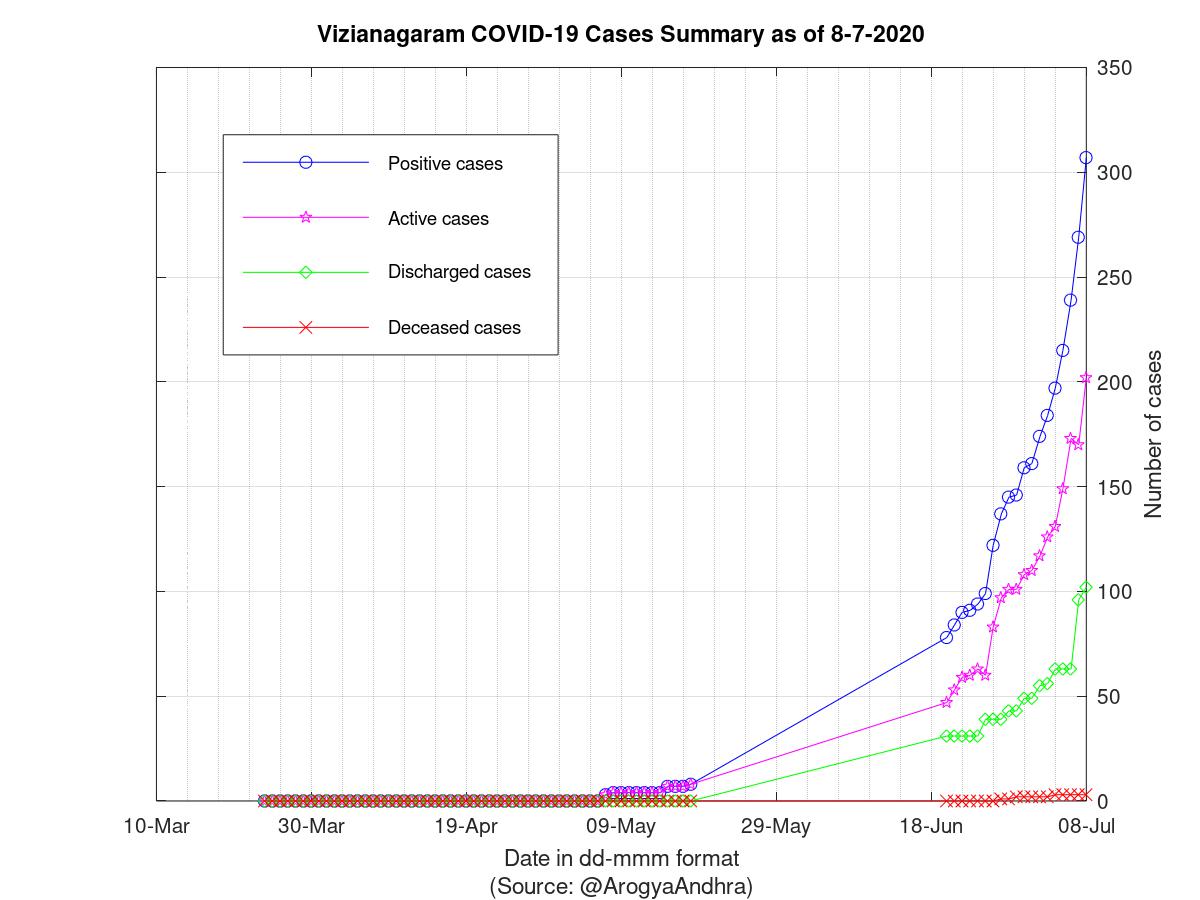 Vizianagaram COVID-19 Cases Summary as of 8-7-2020
350
300
250
200
150
100
50
0
Number of cases
Positive cases
Active cases
Discharged cases
Deceased cases
10-Mar 30-Mar 19-Apr 09-May 29-May 18-Jun 08-Jul
Date in dd-mmm format
(Source: @ArogyaAndhra)